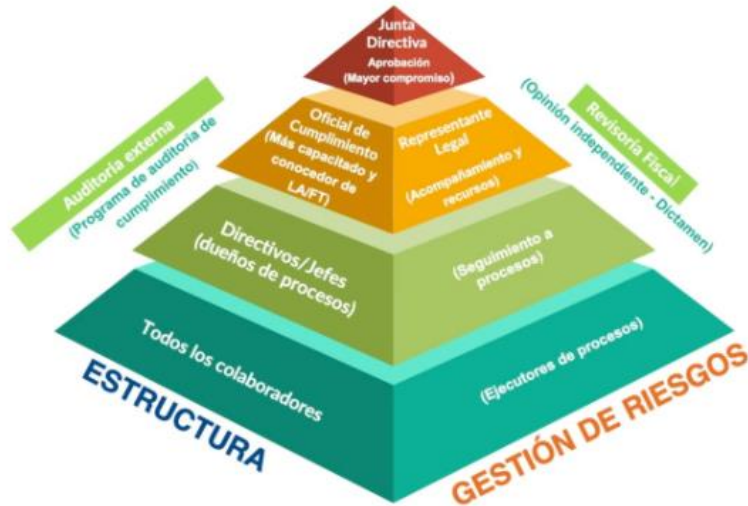 Junta
Directiva
Aprobación
(Mayor compromiso)
Auditoría externa
(Programa de auditoría de
cumplimiento)
Revisoría Fiscal
(Opinión independiente - Dictamen)
Oficial de
Cumplimiento
(Más capacitado y
conocedor de
LA/FT)
Representante
Legal
(Acompañamiento y
recursos)
Directivos/Jefes
(dueños de procesos)
(Seguimiento a
procesos)
Todos los colaboradores
(Ejecutores de procesos)
ESTRUCTURA
GESTIÓN DE RIESGOS